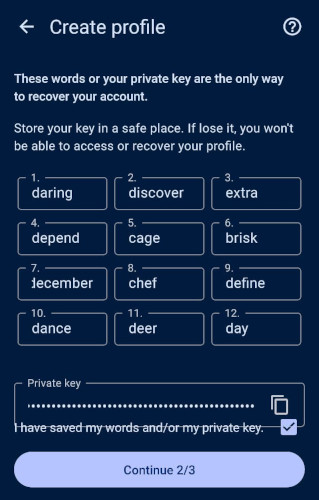 Create profile
These words or your private key are the only way
to recover your account.
Store your key in a safe place. If lose it, you won't
be able to access or recover your profile.
1. daring
2. discover
3. extra
4. depend
5. cage
6. brisk
7. december
8. chef
9. define
10. dance
11. deer
12. day
Private key
I have saved my words and/or my private key.
Continue 2/3